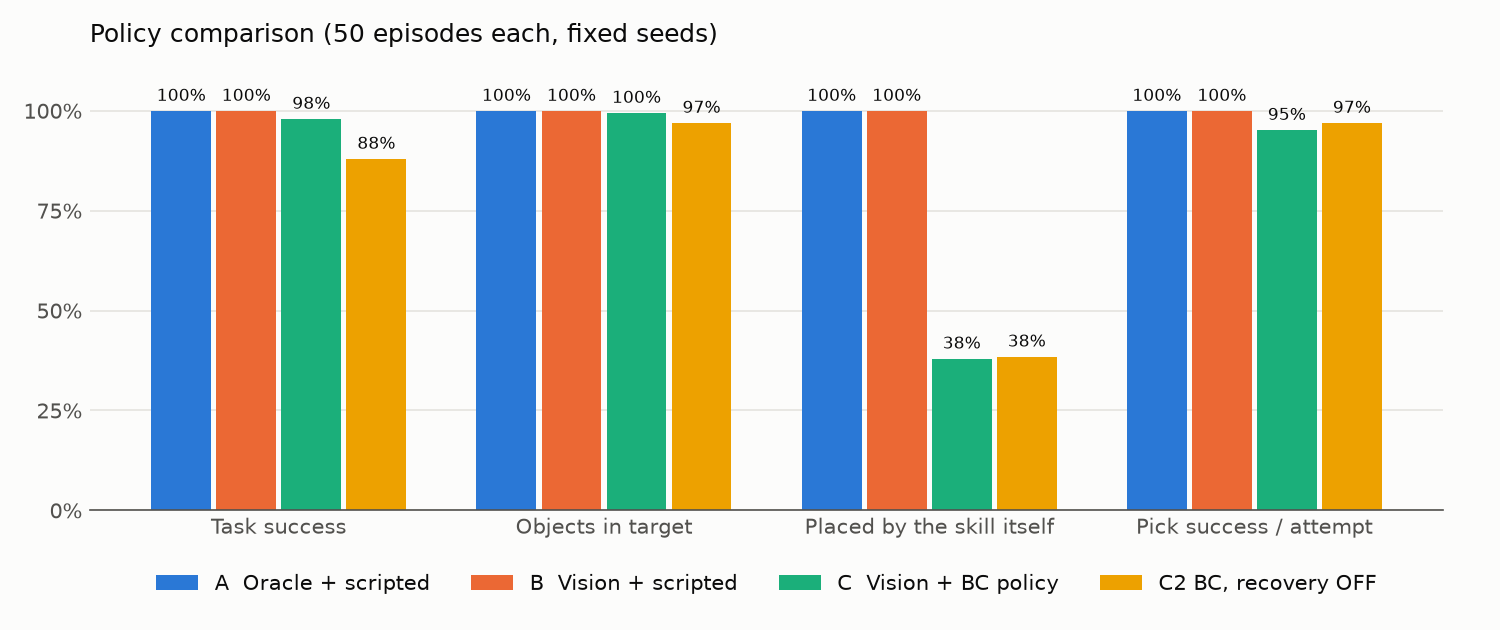 Policy comparison (50 episodes each, fixed seeds)
100% 100% 98% 88% 100% 100% 100% 97% 100% 100% 38% 38% 100% 100% 95% 97%
100%
75%
50%
25%
0%
Task success Objects in target Placed by the skill itself Pick success / attempt
A Oracle + scripted B Vision + scripted C Vision + BC policy C2 BC, recovery OFF